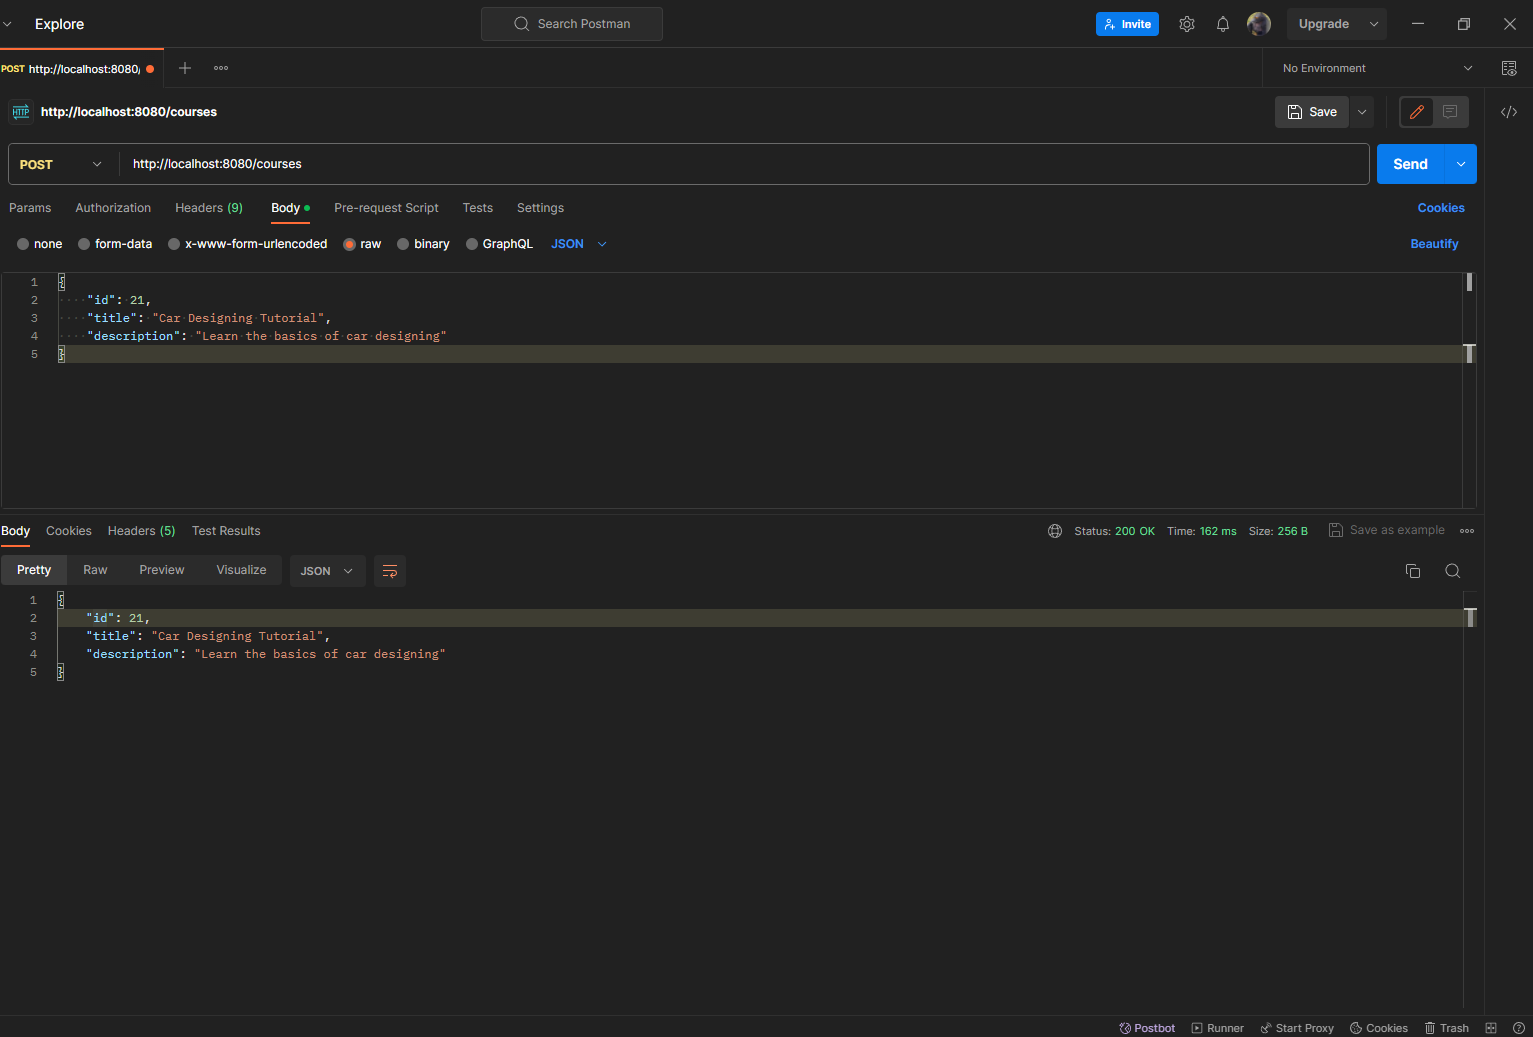 Explore
Search Postman
Invite
Upgrade
POST http://localhost:8080/
No Environment
HTTP http://localhost:8080/courses
Save
POST http://localhost:8080/courses
Send
Params Authorization Headers (9) Body Pre-request Script Tests Settings Cookies
none form-data x-www-form-urlencoded raw binary GraphQL JSON Beautify
1 {
2 "id": 21,
3 "title": "Car Designing Tutorial",
4 "description": "Learn the basics of car designing"
5 }
Body Cookies Headers (5) Test Results Status: 200 OK Time: 162 ms Size: 256 B Save as example
Pretty Raw Preview Visualize JSON
1 {
2 "id": 21,
3 "title": "Car Designing Tutorial",
4 "description": "Learn the basics of car designing"
5 }
Postbot Runner Start Proxy Cookies Trash